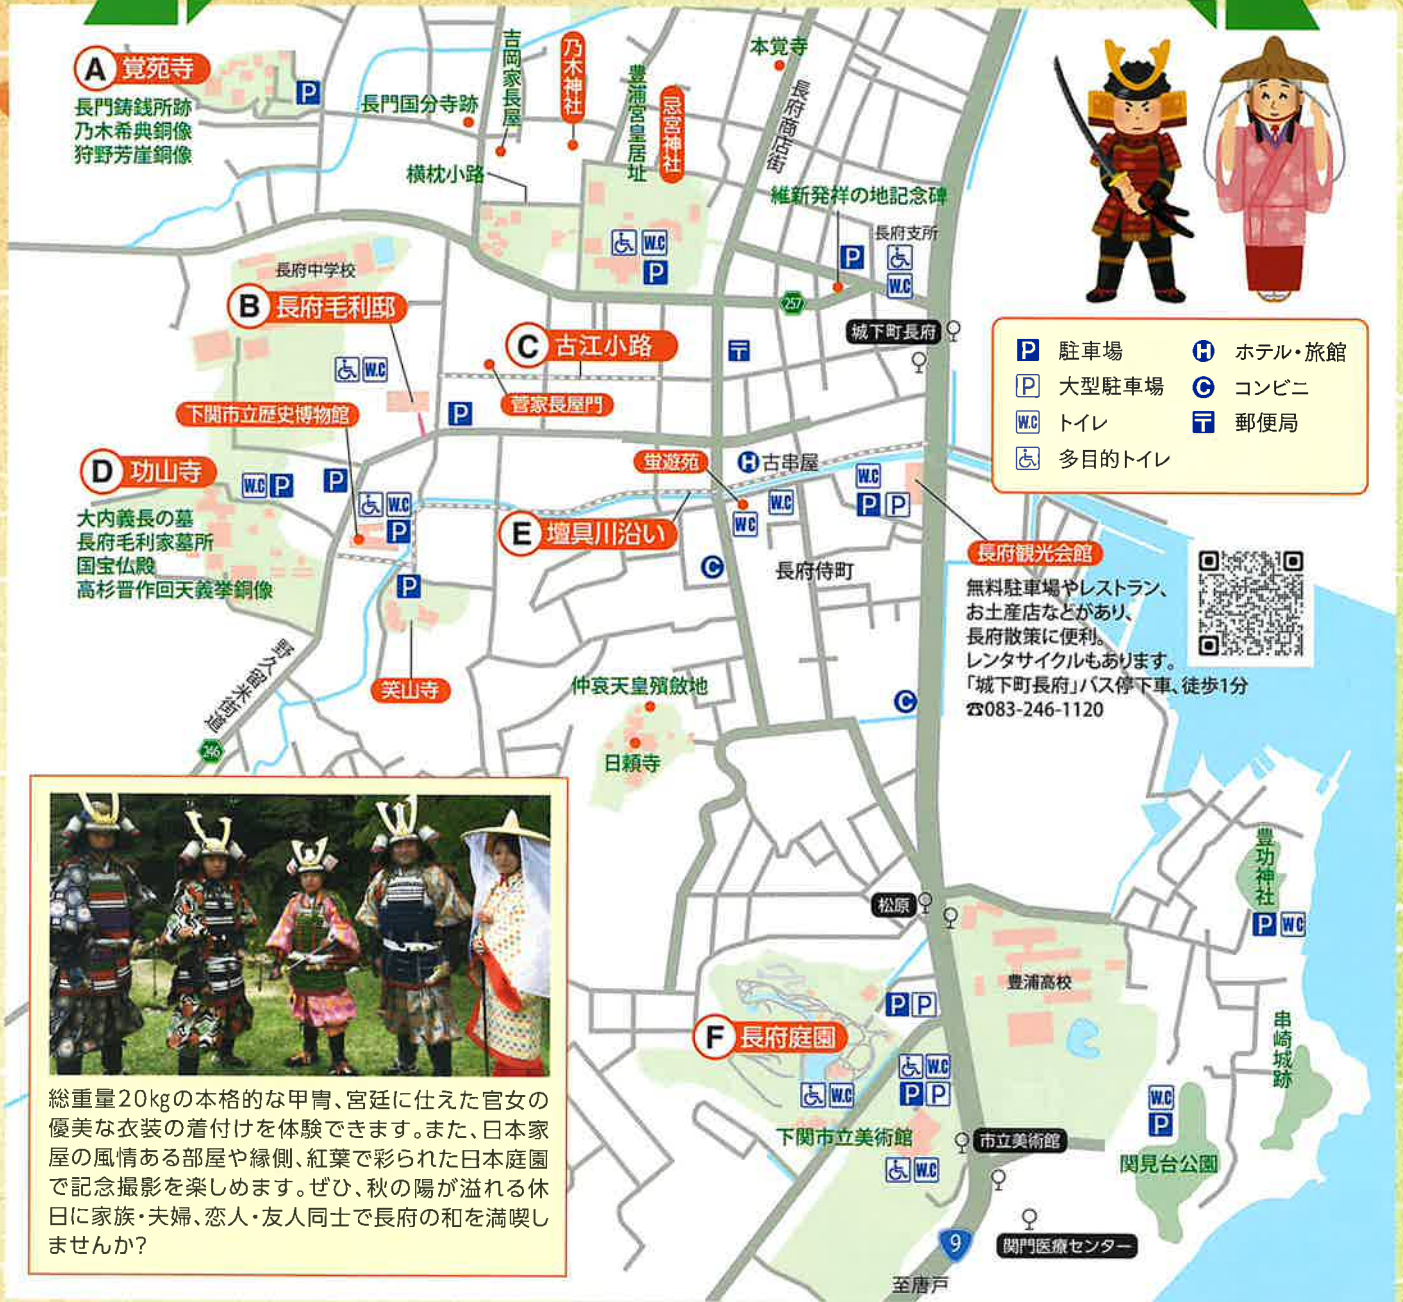 A 覚苑寺
長門鋳銭所跡
乃木希典銅像
狩野芳崖銅像
P
長門国分寺跡
吉岡家長屋
乃木神社
豊浦宮皇居址
忌宮神社
本覚寺
長府商店街
横枕小路
維新発祥の地記念碑
長府支所
P
W.C
W.C
P
長府中学校
B 長府毛利邸
257
城下町長府
C 古江小路
W.C
菅家長屋門
P
下関市立歴史博物館
P 駐車場
P 大型駐車場
W.C トイレ
多目的トイレ
H ホテル・旅館
C コンビニ
〒 郵便局
D 功山寺
大内義長の墓
長府毛利家墓所
国宝仏殿
高杉晋作回天義挙銅像
W.C P
P
W.C
P
P
蛍遊苑
H 古串屋
W.C
W.C
W.C
P P
E 壇具川沿い
C
長府侍町
長府観光会館
無料駐車場やレストラン、
お土産店などがあり、
長府散策に便利。
レンタサイクルもあります。
「城下町長府」バス停下車、徒歩1分
☎083-246-1120
野久留米街道
246
笑山寺
仲哀天皇殯斂地
日頼寺
C
豊功神社
P W.C
松原
豊浦高校
P P
F 長府庭園
W.C
W.C
P P
串崎城跡
W.C
P
下関市立美術館
W.C
市立美術館
関見台公園
関門医療センター
9
至唐戸
総重量20kgの本格的な甲冑、宮廷に仕えた官女の
優美な衣装の着付けを体験できます。また、日本家
屋の風情ある部屋や縁側、紅葉で彩られた日本庭園
で記念撮影を楽しめます。ぜひ、秋の陽が溢れる休
日に家族・夫婦、恋人・友人同士で長府の和を満喫し
ませんか?